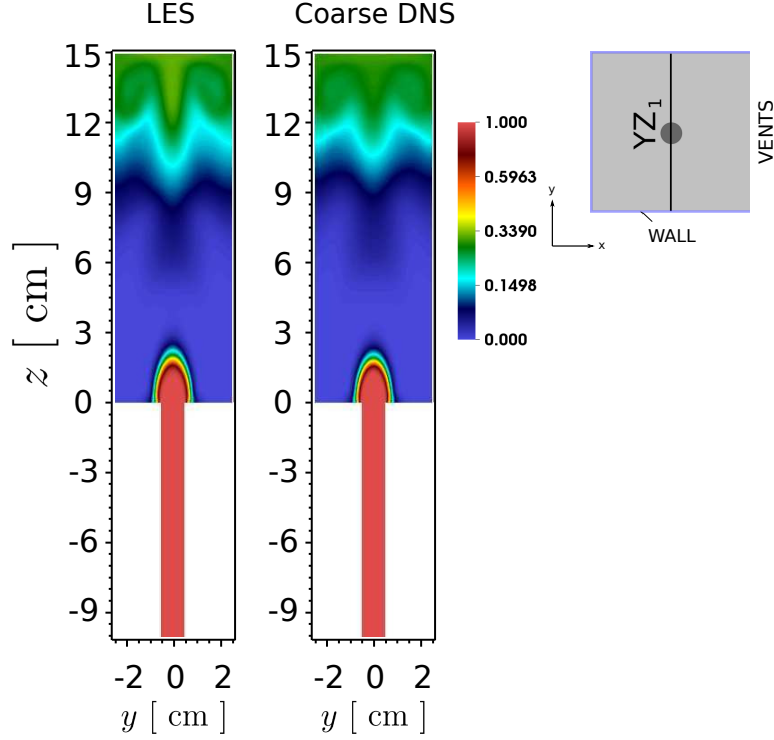 LES
Coarse DNS
15
12
9
6
3
0
-3
-6
-9
z [ cm ]
-2 0 2
y [ cm ]
15
12
9
6
3
0
-3
-6
-9
-2 0 2
y [ cm ]
1.000
0.5963
0.3390
0.1498
0.000
YZ1
VENTS
WALL
y
x